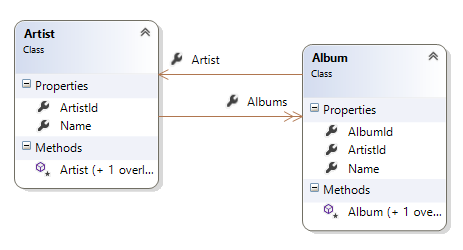 Artist
Class
Properties
ArtistId
Name
Methods
Artist (+ 1 overl...
Artist
Albums
Album
Class
Properties
AlbumId
ArtistId
Name
Methods
Album (+ 1 ove...